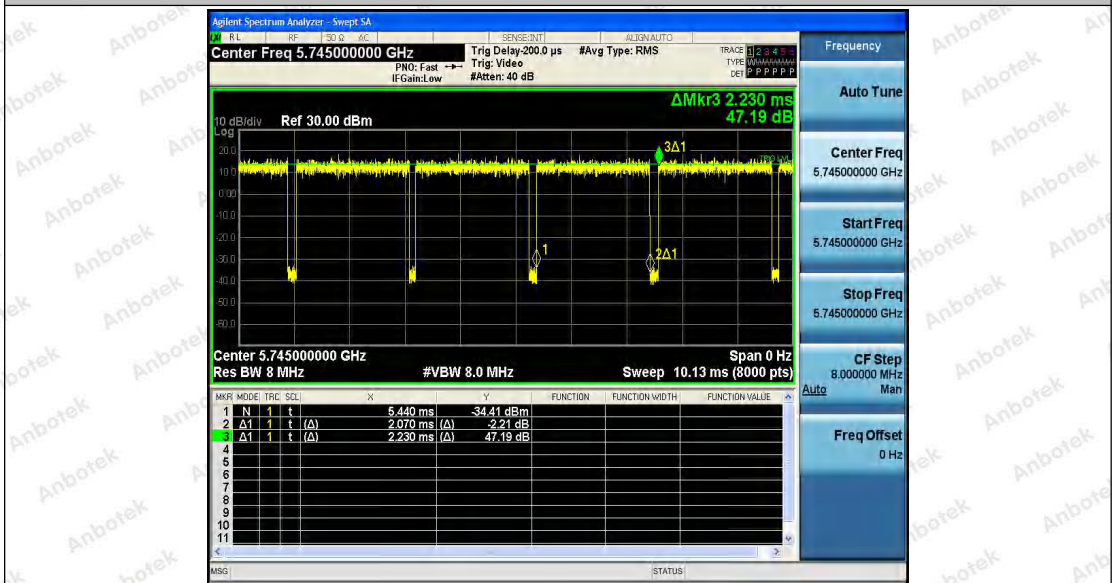 Agilent Spectrum Analyzer - Swept SA
RL RF 50 Ω AC SENSE:INT ALIGN AUTO
Center Freq 5.745000000 GHz
PNO: Fast
IFGain:Low
Trig Delay-200.0 µs #Avg Type: RMS
Trig: Video
#Atten: 40 dB
TRACE 1 2 3 4 5 6
TYPE
DET P P P P P P
ΔMkr3 2.230 ms
47.19 dB
10 dB/div Ref 30.00 dBm
Log
20.0
10.0
0.00
-10.0
-20.0
-30.0
-40.0
-50.0
-60.0
3Δ1
TRIG LVL
1
2Δ1
Center 5.745000000 GHz Span 0 Hz
Res BW 8 MHz #VBW 8.0 MHz Sweep 10.13 ms (8000 pts)
MKR MODE TRC SCL X Y FUNCTION FUNCTION WIDTH FUNCTION VALUE
1 N 1 t 5.440 ms -34.41 dBm
2 Δ1 1 t (Δ) 2.070 ms (Δ) -2.21 dB
3 Δ1 1 t (Δ) 2.230 ms (Δ) 47.19 dB
4
5
6
7
8
9
10
11
MSG STATUS
Frequency
Auto Tune
Center Freq
5.745000000 GHz
Start Freq
5.745000000 GHz
Stop Freq
5.745000000 GHz
CF Step
8.000000 MHz
Auto Man
Freq Offset
0 Hz
Anbotek